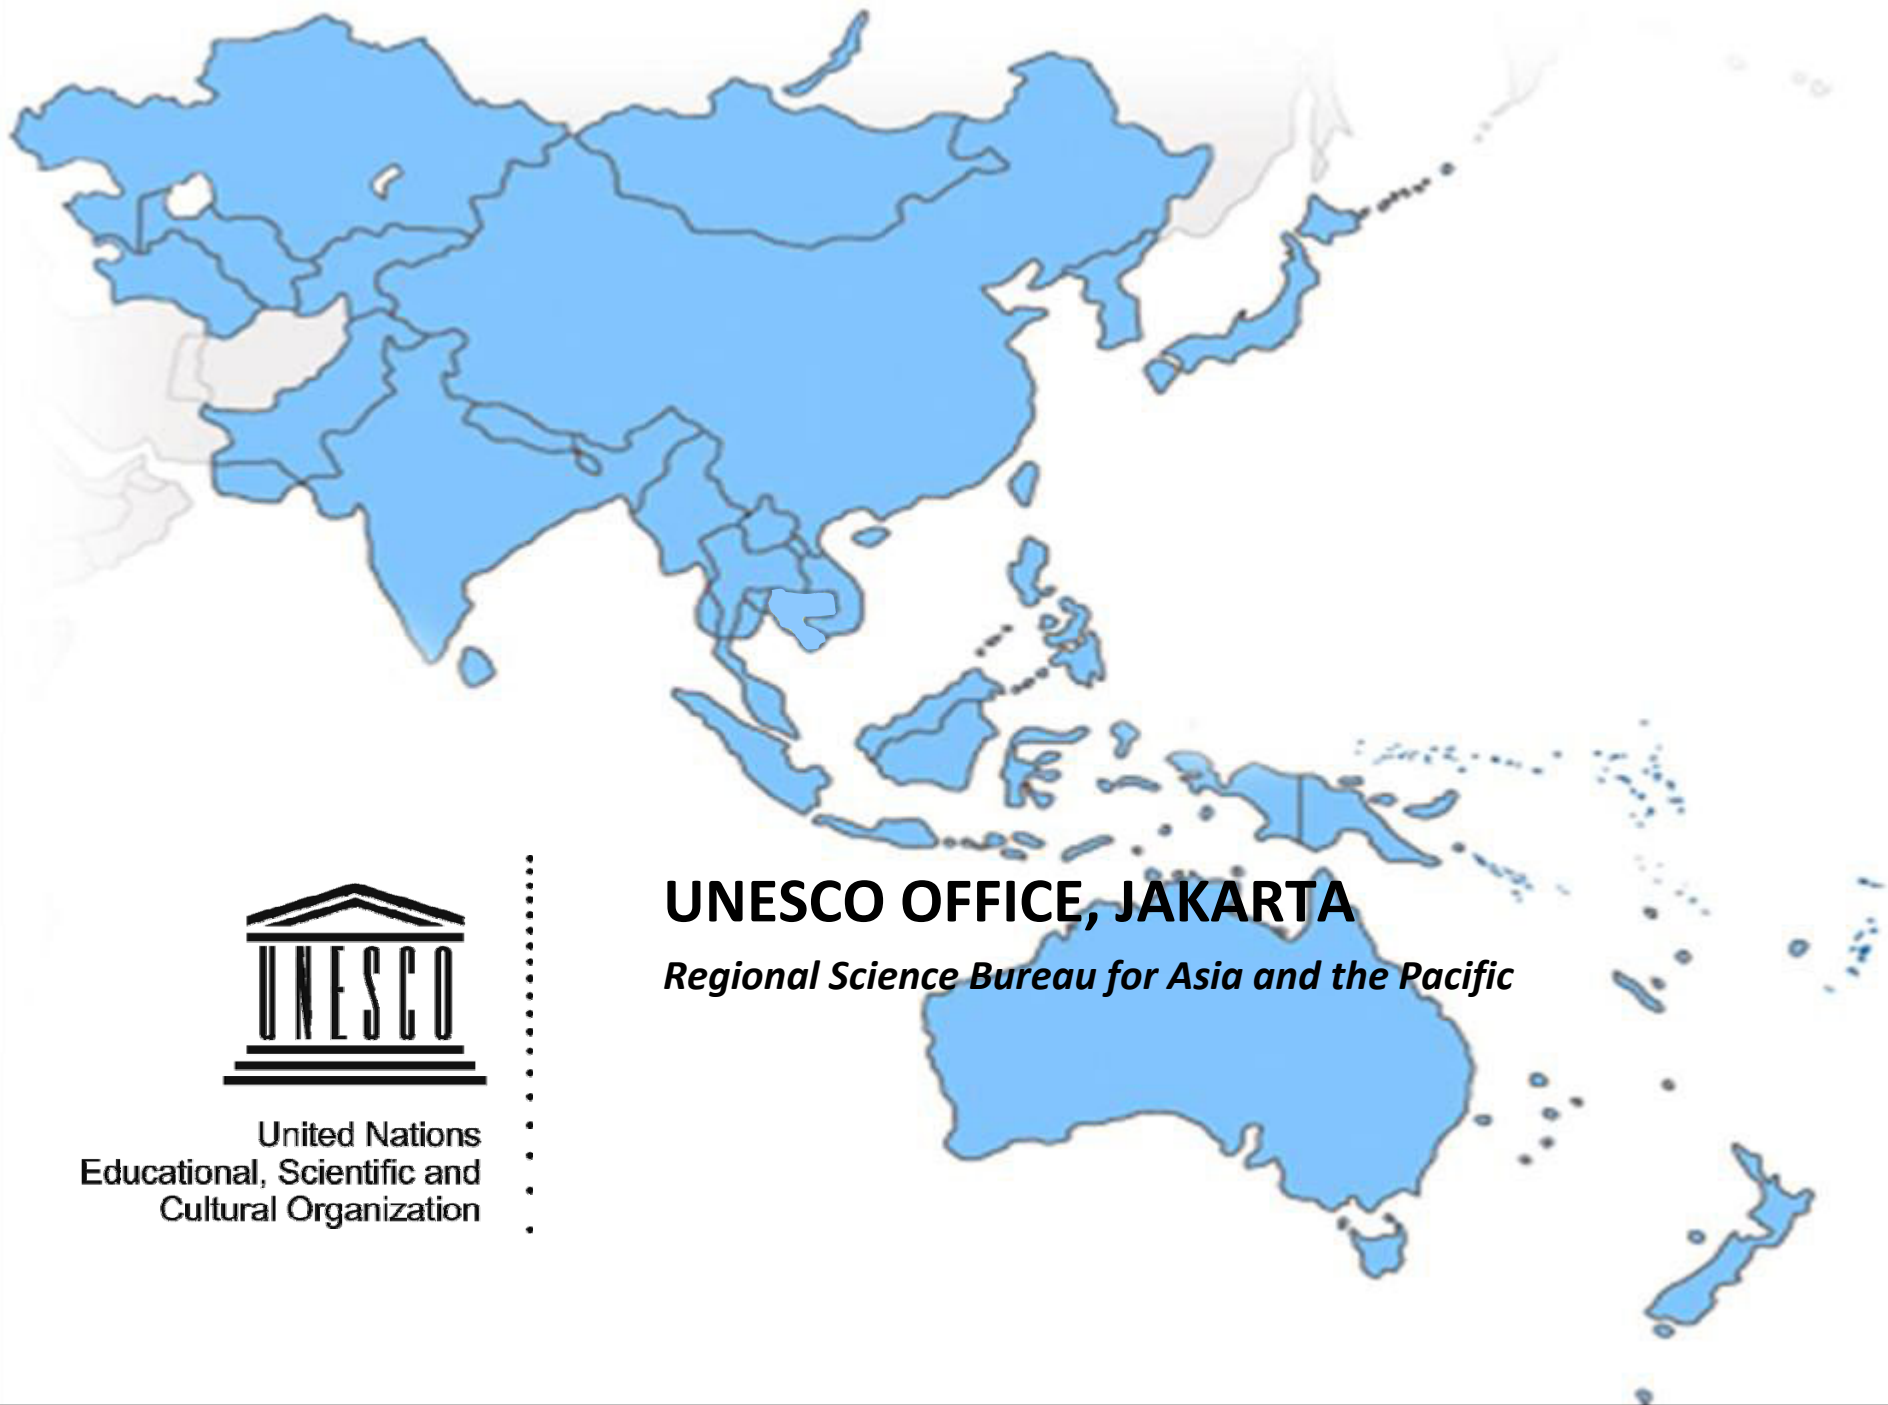 UNESCO OFFICE, JAKARTA
Regional Science Bureau for Asia and the Pacific
UNESCO
United Nations
Educational, Scientific and
Cultural Organization